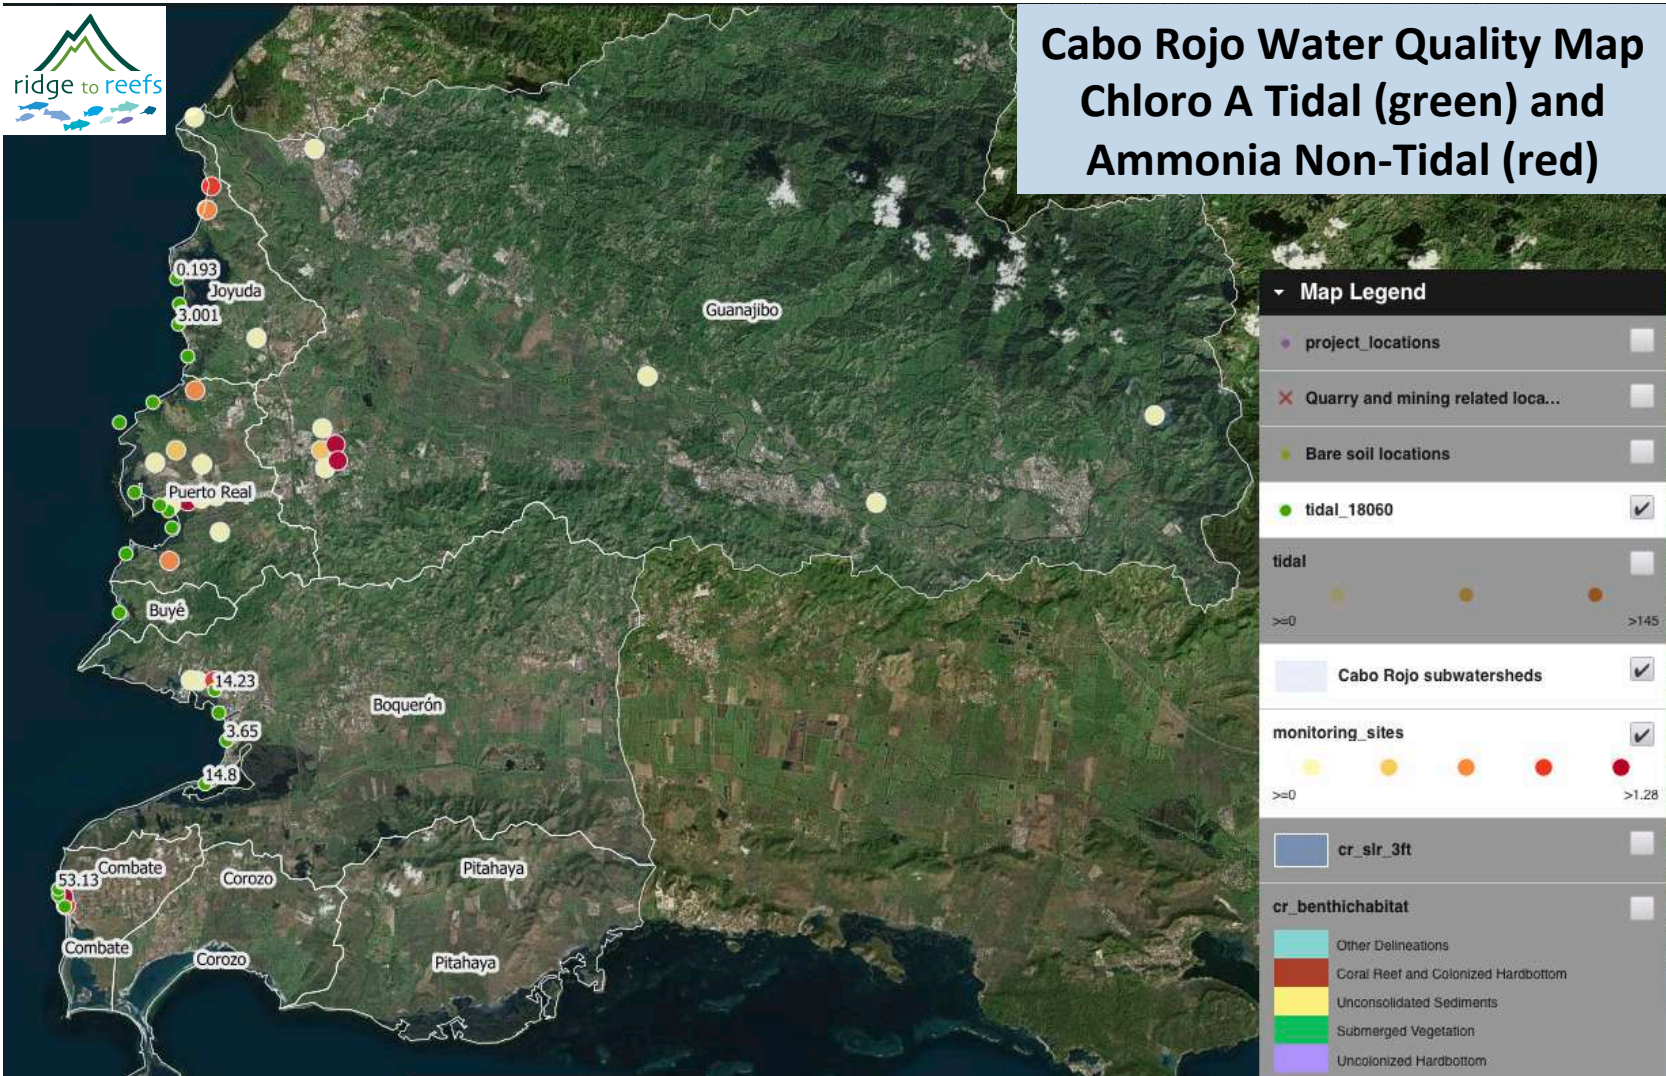 ridge to reefs
Cabo Rojo Water Quality Map
Chloro A Tidal (green) and
Ammonia Non-Tidal (red)
0.193
Joyuda
3.001
Guanajibo
Puerto Real
Buyé
14.23
3.65
Boquerón
14.8
53.13
Combate
Corozo
Pitahaya
Combate
Corozo
Pitahaya
Map Legend
project_locations
Quarry and mining related loca...
Bare soil locations
tidal_18060
tidal
>=0 >145
Cabo Rojo subwatersheds
monitoring_sites
>=0 >1.28
cr_slr_3ft
cr_benthichabitat
Other Delineations
Coral Reef and Colonized Hardbottom
Unconsolidated Sediments
Submerged Vegetation
Uncolonized Hardbottom